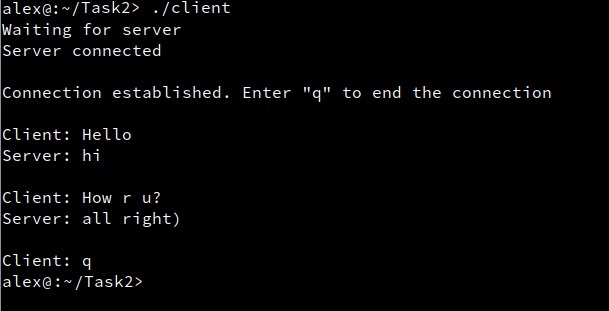 alex@:~/Task2> ./client
Waiting for server
Server connected
Connection established. Enter "q" to end the connection
Client: Hello
Server: hi
Client: How r u?
Server: all right)
Client: q
alex@:~/Task2>